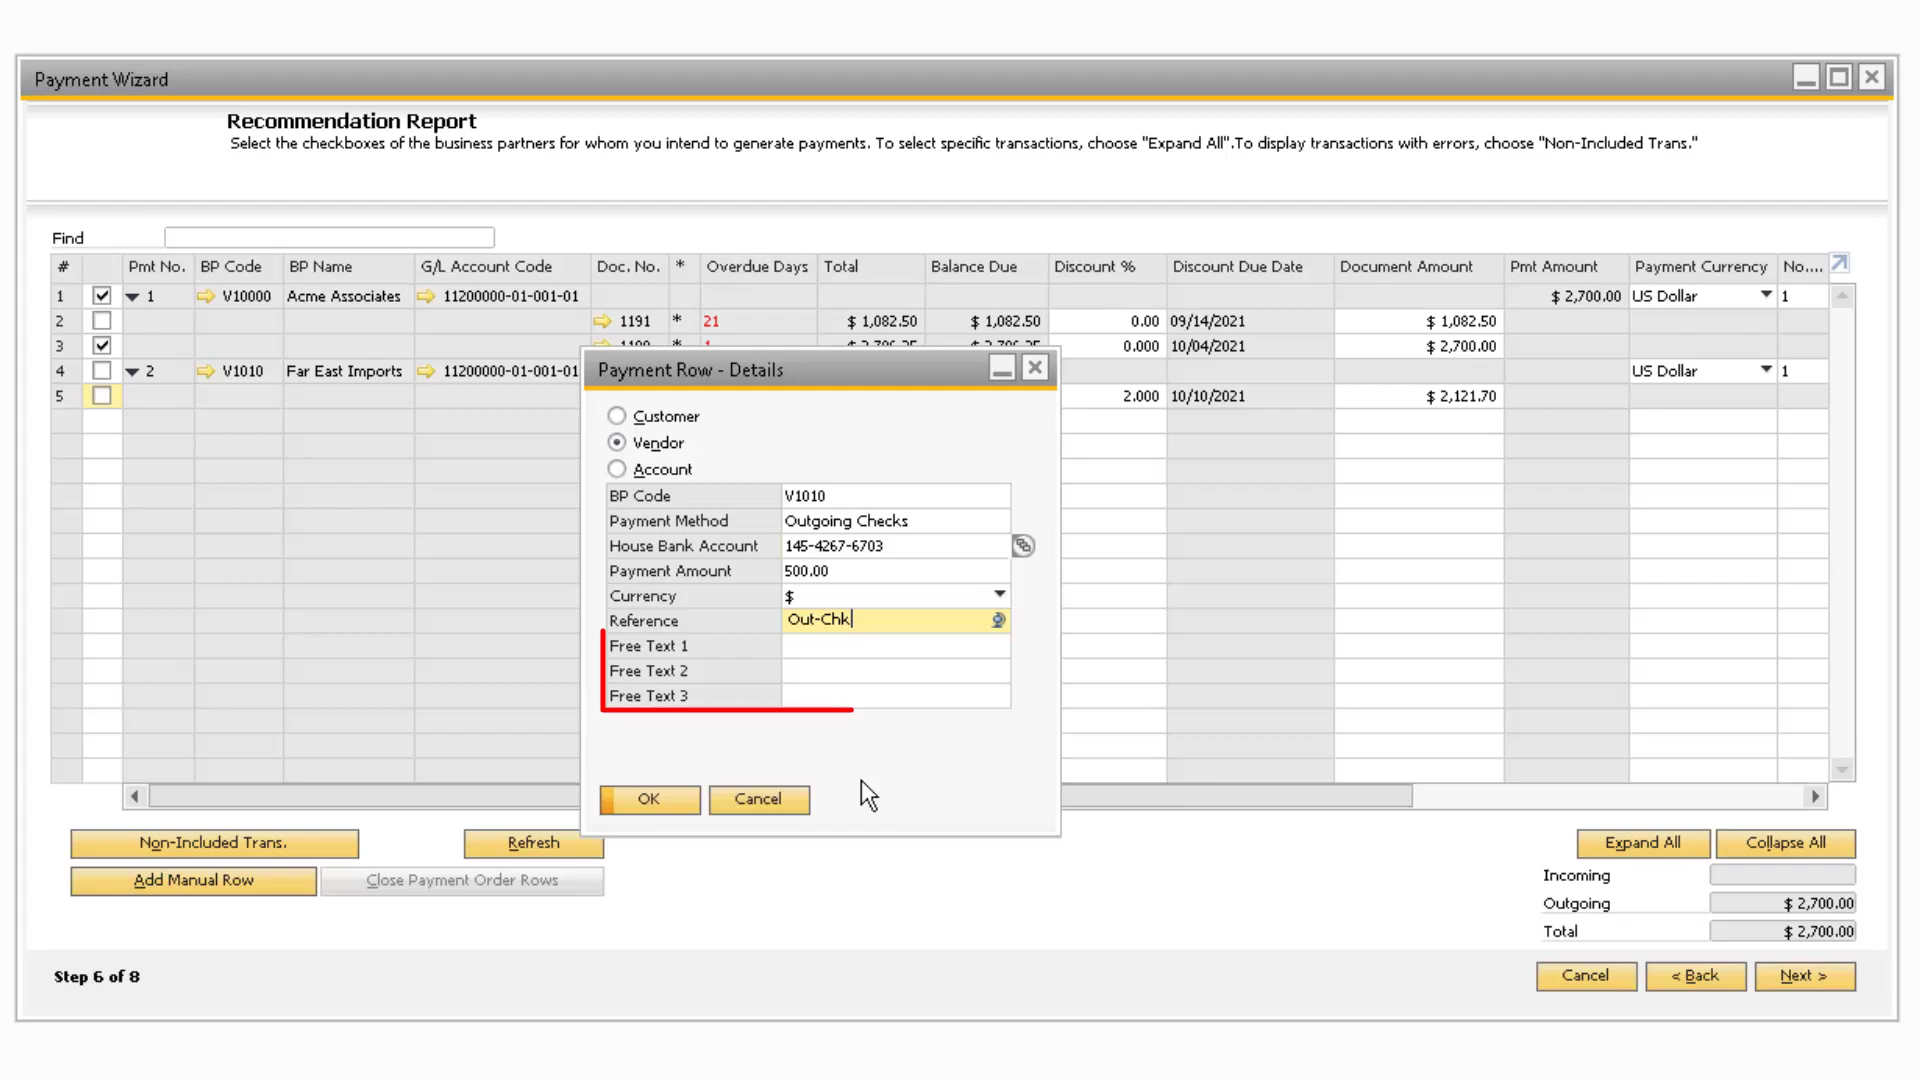 Payment Wizard
Recommendation Report
Select the checkboxes of the business partners for whom you intend to generate payments. To select specific transactions, choose "Expand All".To display transactions with errors, choose "Non-Included Trans."
Find
# Pmt No. BP Code BP Name G/L Account Code Doc. No. * Overdue Days Total Balance Due Discount % Discount Due Date Document Amount Pmt Amount Payment Currency No....
1 1 V10000 Acme Associates 11200000-01-001-01 $ 2,700.00 US Dollar 1
2 1191 * 21 $ 1,082.50 $ 1,082.50 0.00 09/14/2021 $ 1,082.50
3 * 0.000 10/04/2021 $ 2,700.00
4 2 V1010 Far East Imports 11200000-01-001-01 US Dollar 1
5 2.000 10/10/2021 $ 2,121.70
Payment Row - Details
Customer
Vendor
Account
BP Code V1010
Payment Method Outgoing Checks
House Bank Account 145-4267-6703
Payment Amount 500.00
Currency $
Reference Out-Chk
Free Text 1
Free Text 2
Free Text 3
OK Cancel
Non-Included Trans. Refresh Expand All Collapse All
Add Manual Row Close Payment Order Rows
Incoming
Outgoing $ 2,700.00
Total $ 2,700.00
Step 6 of 8 Cancel < Back Next >